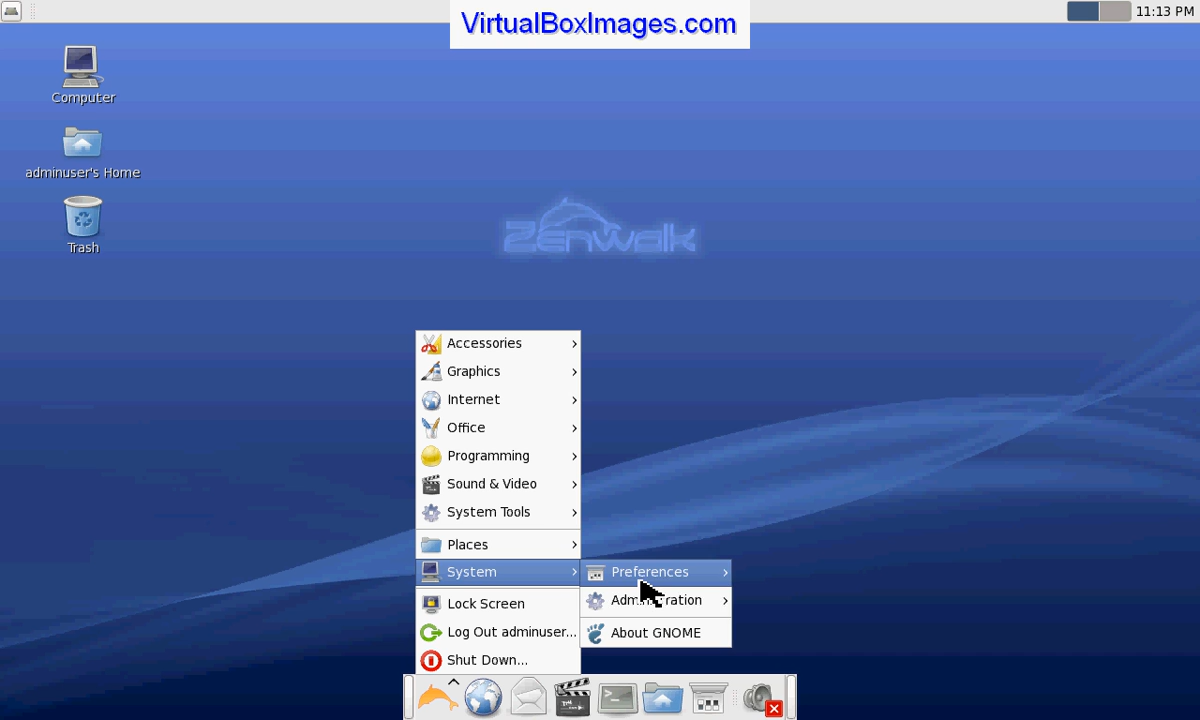 11:13 PM
VirtualBoxImages.com
Computer
adminuser's Home
Trash
Zenwalk
Accessories
Graphics
Internet
Office
Programming
Sound & Video
System Tools
Places
System
Lock Screen
Log Out adminuser...
Shut Down...
Preferences
About GNOME